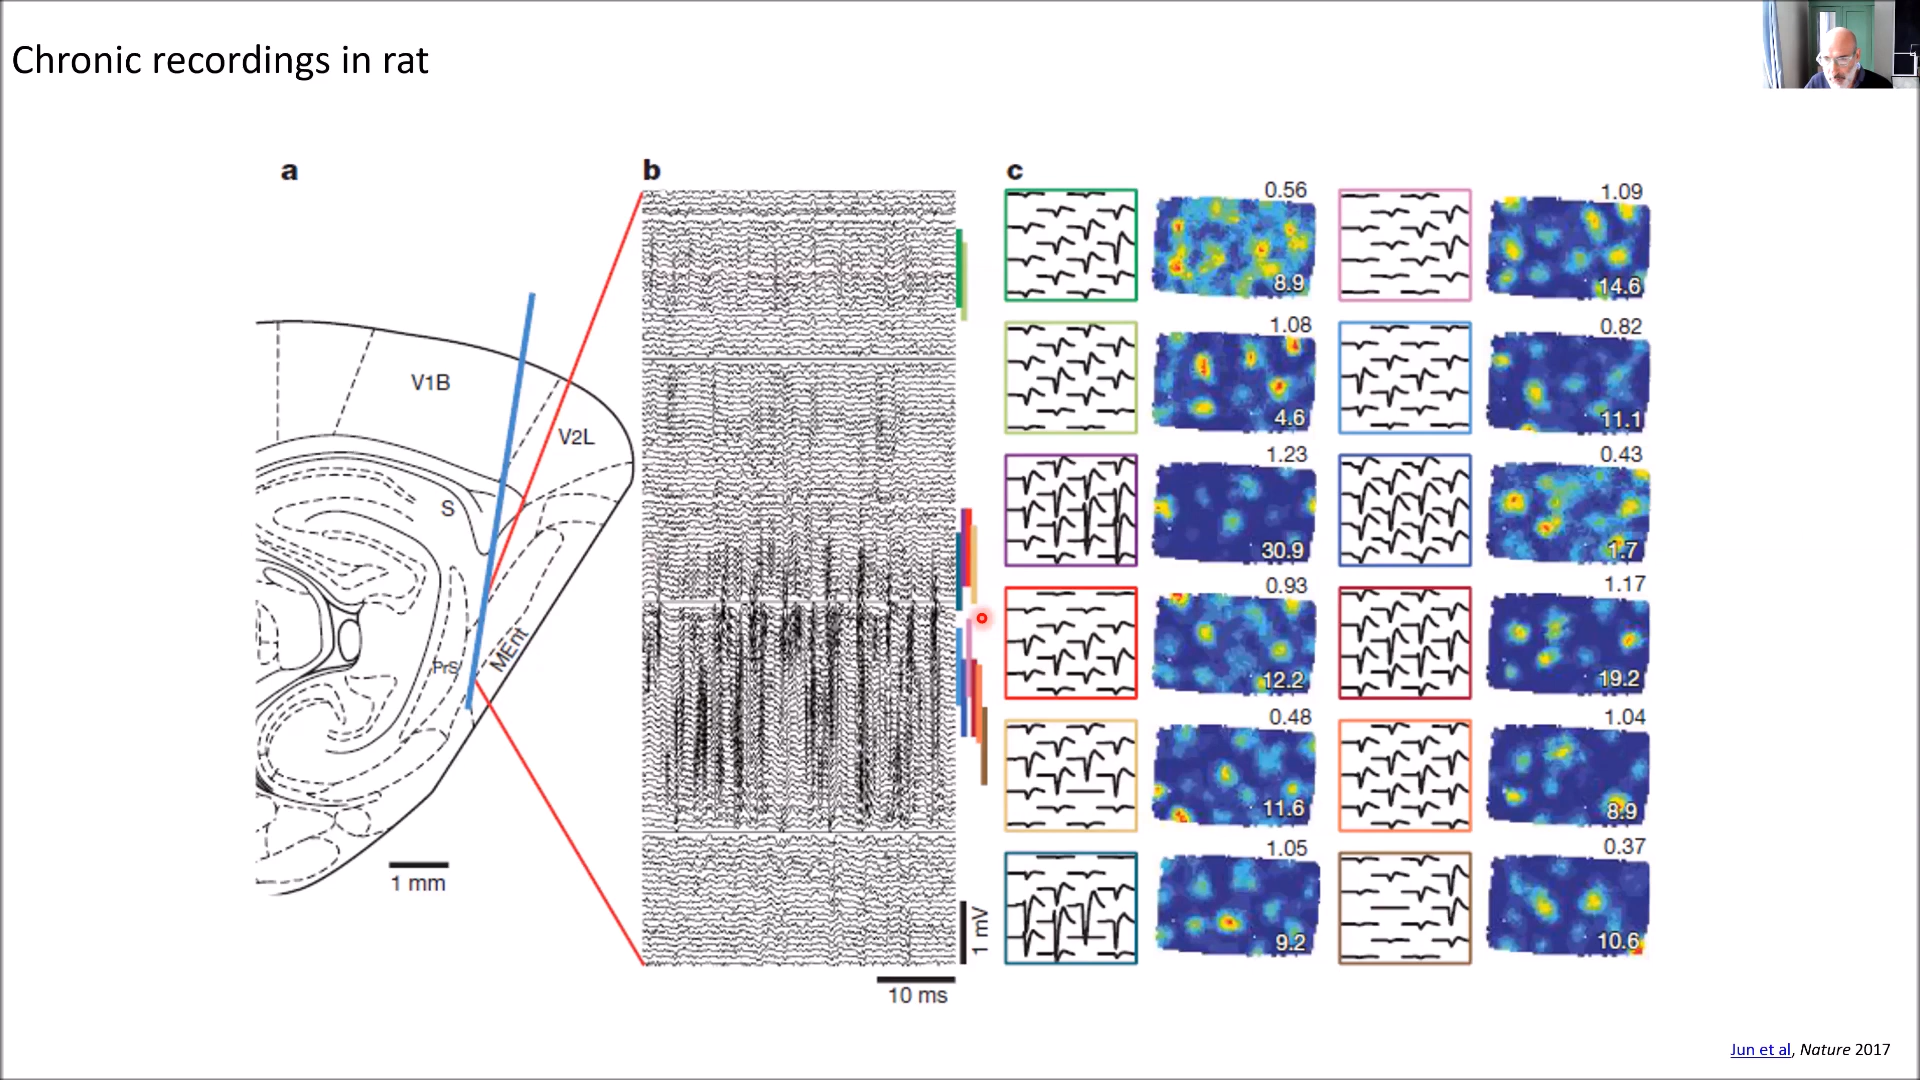 Chronic recordings in rat
a
V1B
V2L
S
PrS
MEnt
1 mm
b
1 mV
10 ms
c
0.56
8.9
1.09
14.6
1.08
4.6
0.82
11.1
1.23
30.9
0.43
1.7
0.93
12.2
1.17
19.2
0.48
11.6
1.04
8.9
1.05
9.2
0.37
10.6
Jun et al, Nature 2017